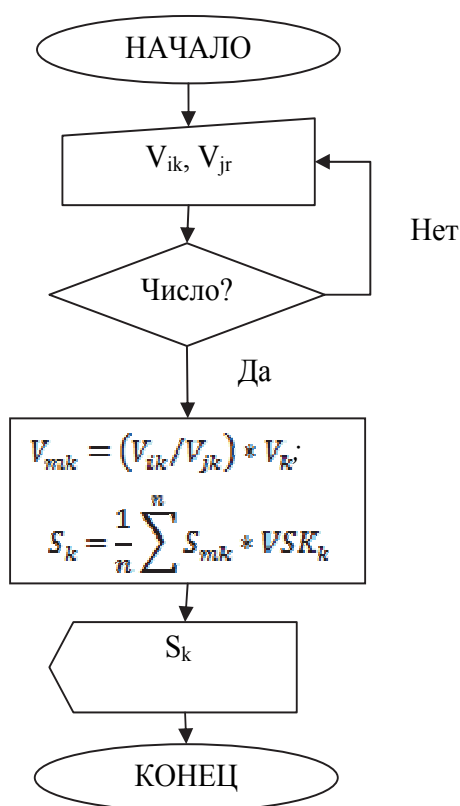 НАЧАЛО
V_ik, V_jr
Нет
Число?
Да
V_mk = (V_ik/V_jk) * V_k;
S_k = 1/n ∑^n S_mk * VSK_k
S_k
КОНЕЦ